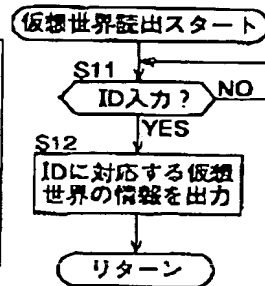 仮想世界読出スタート
S11
ID入力？
NO
YES
S12
IDに対応する仮想
世界の情報を出力
リターン